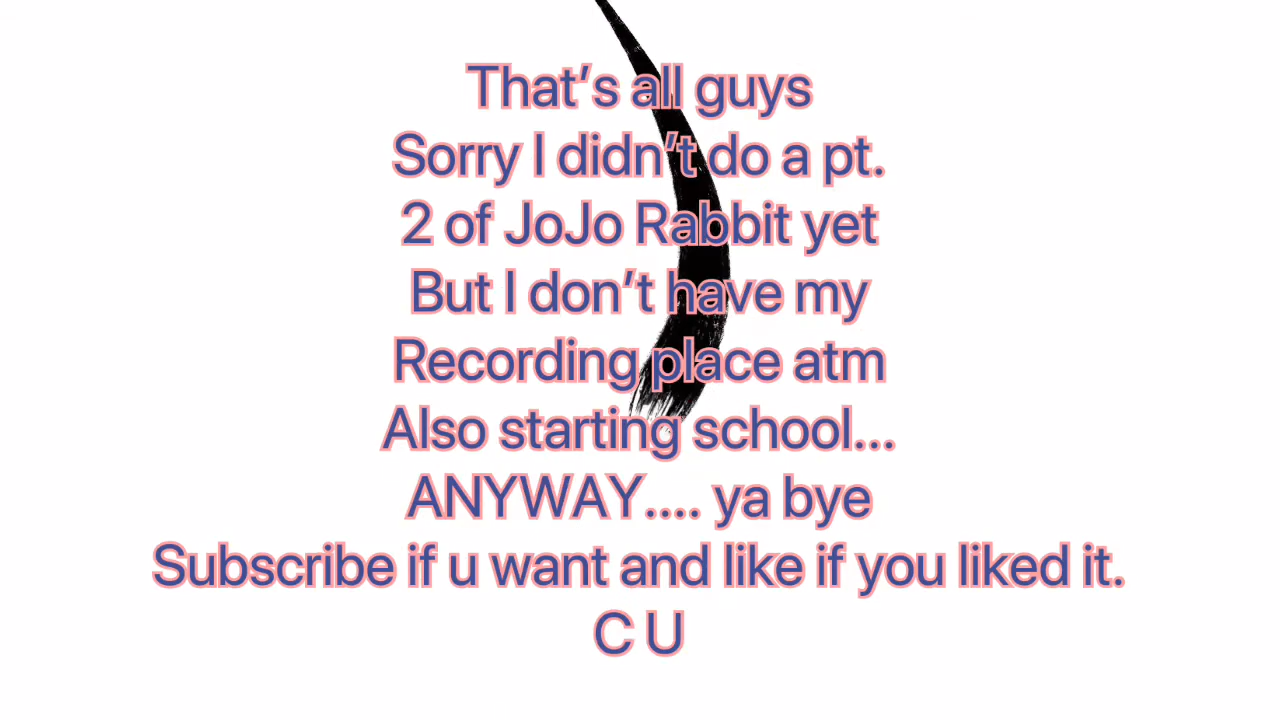 That’s all guys
Sorry I didn’t do a pt.
2 of JoJo Rabbit yet
But I don’t have my
Recording place atm
Also starting school...
ANYWAY.... ya bye
Subscribe if u want and like if you liked it.
C U